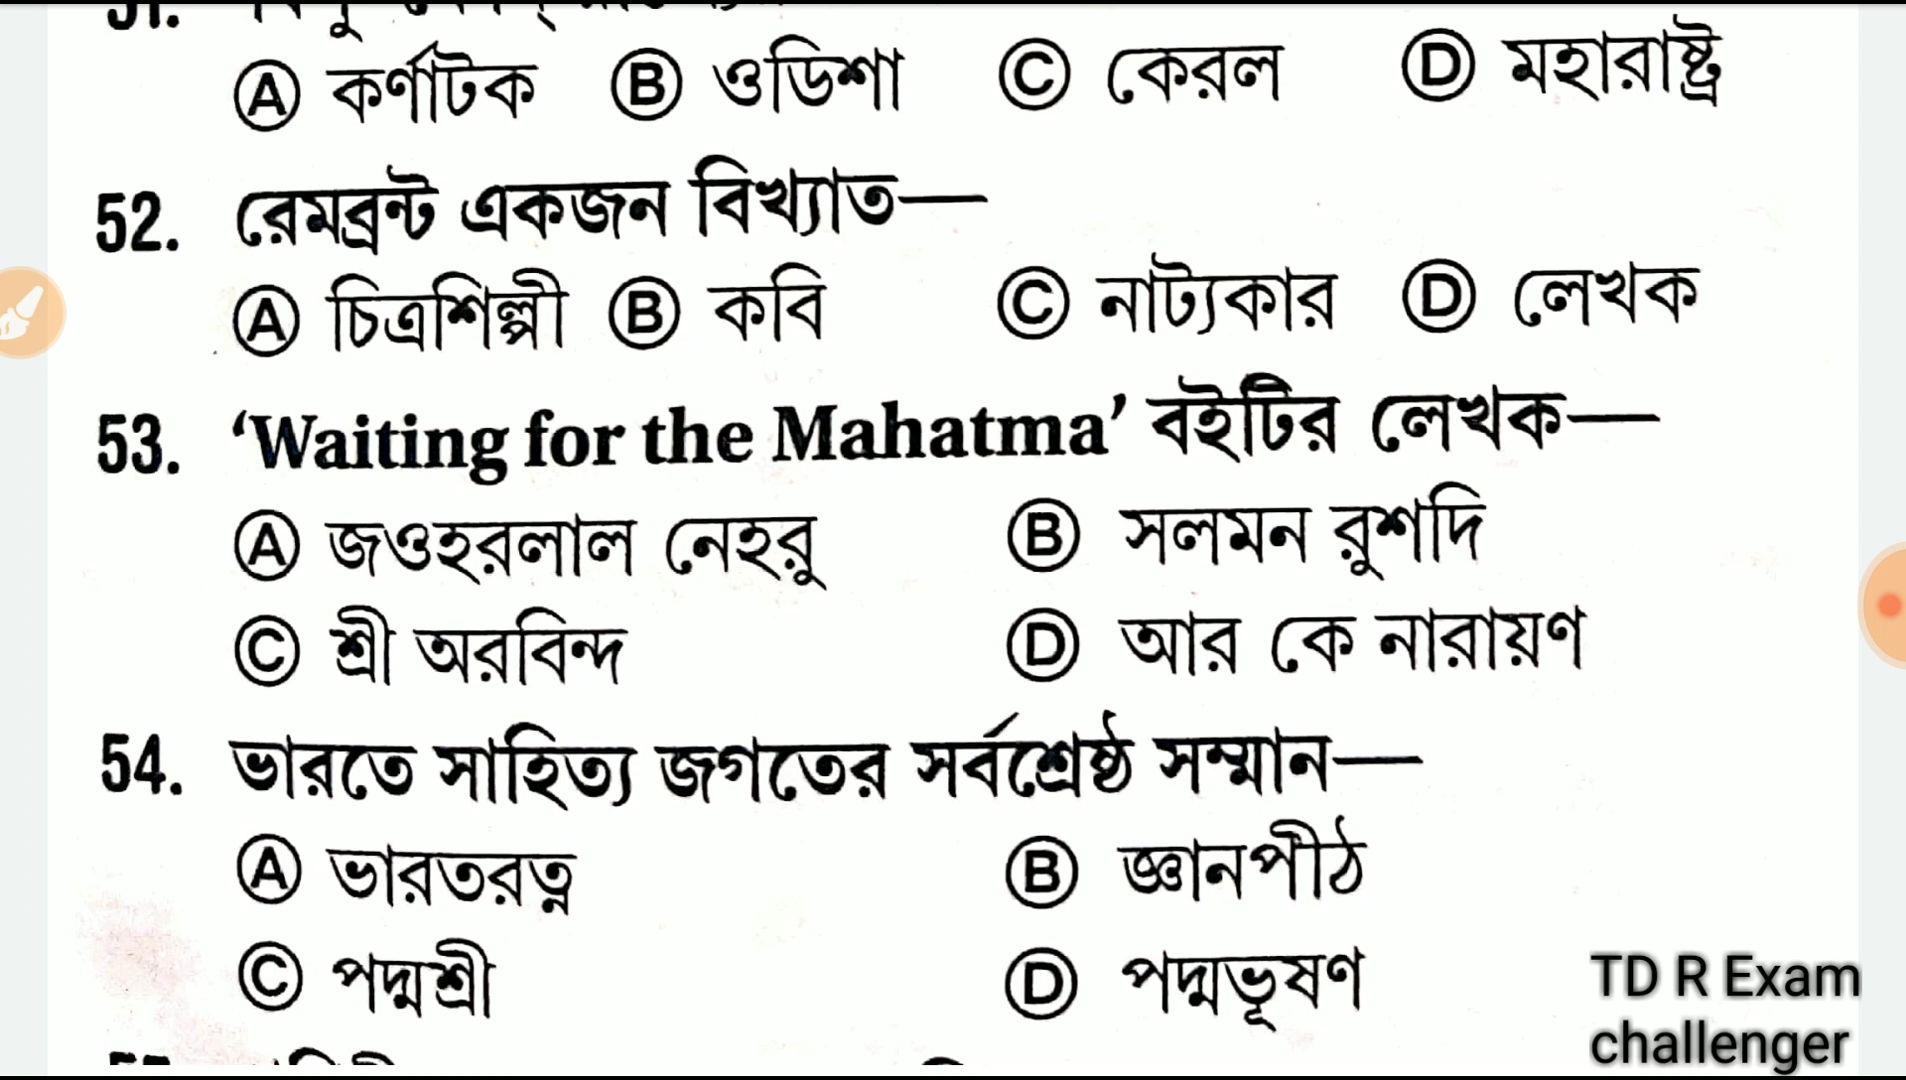 Ⓐ কর্ণাটক Ⓑ ওডিশা Ⓒ কেরল Ⓓ মহারাষ্ট্র
52. রেমব্রন্ট একজন বিখ্যাত—
Ⓐ চিত্রশিল্পী Ⓑ কবি Ⓒ নাট্যকার Ⓓ লেখক
53. ‘Waiting for the Mahatma’ বইটির লেখক—
Ⓐ জওহরলাল নেহরু Ⓑ সলমন রুশদি
Ⓒ শ্রী অরবিন্দ Ⓓ আর কে নারায়ণ
54. ভারতে সাহিত্য জগতের সর্বশ্রেষ্ঠ সম্মান—
Ⓐ ভারতরত্ন Ⓑ জ্ঞানপীঠ
Ⓒ পদ্মশ্রী Ⓓ পদ্মভূষণ
TD R Exam
challenger